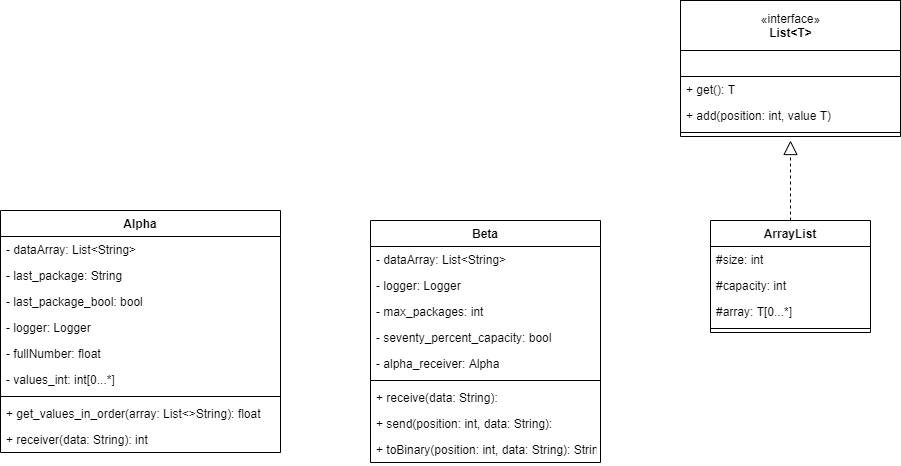 «interface»
List<T>
+ get(): T
+ add(position: int, value T)
Alpha
- dataArray: List<String>
- last_package: String
- last_package_bool: bool
- logger: Logger
- fullNumber: float
- values_int: int[0...*]
+ get_values_in_order(array: List<>String): float
+ receiver(data: String): int
Beta
- dataArray: List<String>
- logger: Logger
- max_packages: int
- seventy_percent_capacity: bool
- alpha_receiver: Alpha
+ receive(data: String):
+ send(position: int, data: String):
+ toBinary(position: int, data: String): Strin
ArrayList
#size: int
#capacity: int
#array: T[0...*]